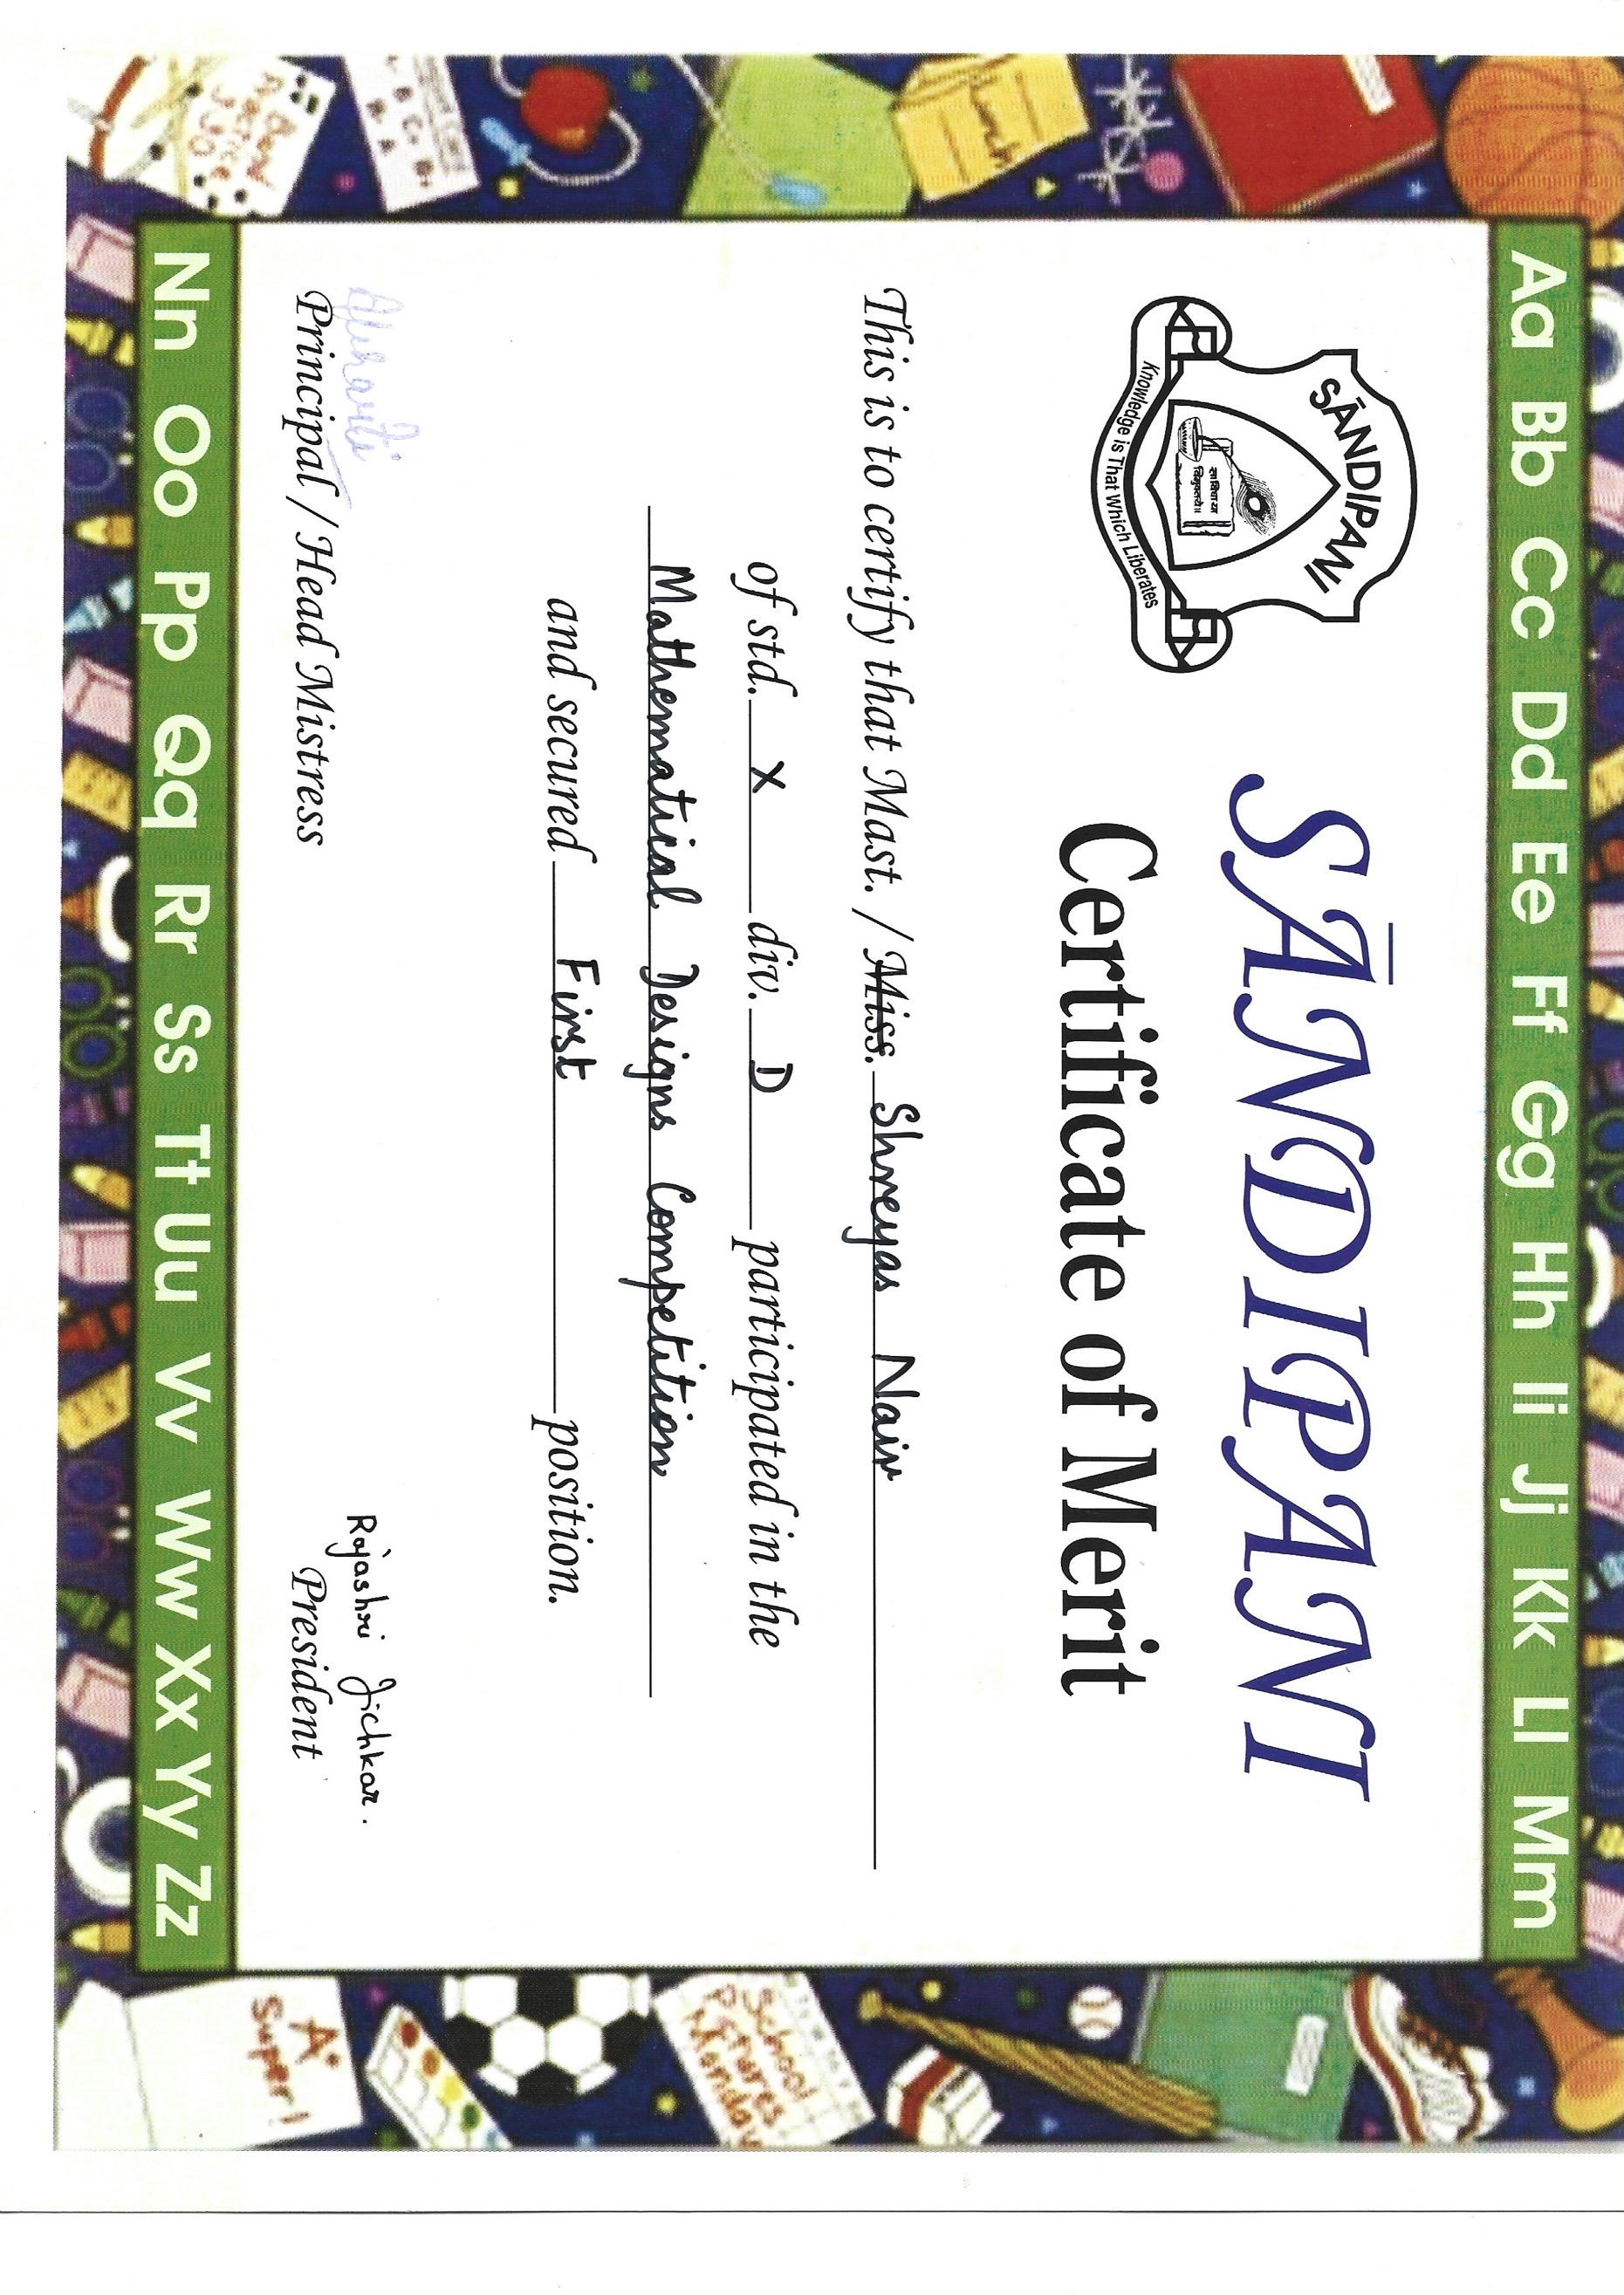 Aa Bb Cc Dd Ee Ff Gg Hh Ii Jj Kk Ll Mm
SĀNDIPANI
सा विद्या या
विमुक्तये॥
Knowledge is That Which Liberates
SĀNDIPANI
Certificate of Merit
This is to certify that Mast. / Miss. Shreyas Nair
of std. X div. D participated in the
Mathematical Designs Competition
and secured First position.
Rajashri Jichkar.
Principal / Head Mistress
President
Nn Oo Pp Qq Rr Ss Tt Uu Vv Ww Xx Yy Zz
Lunch
School
Pictures
Monday
Band
Practice
3 30
A+
Super!